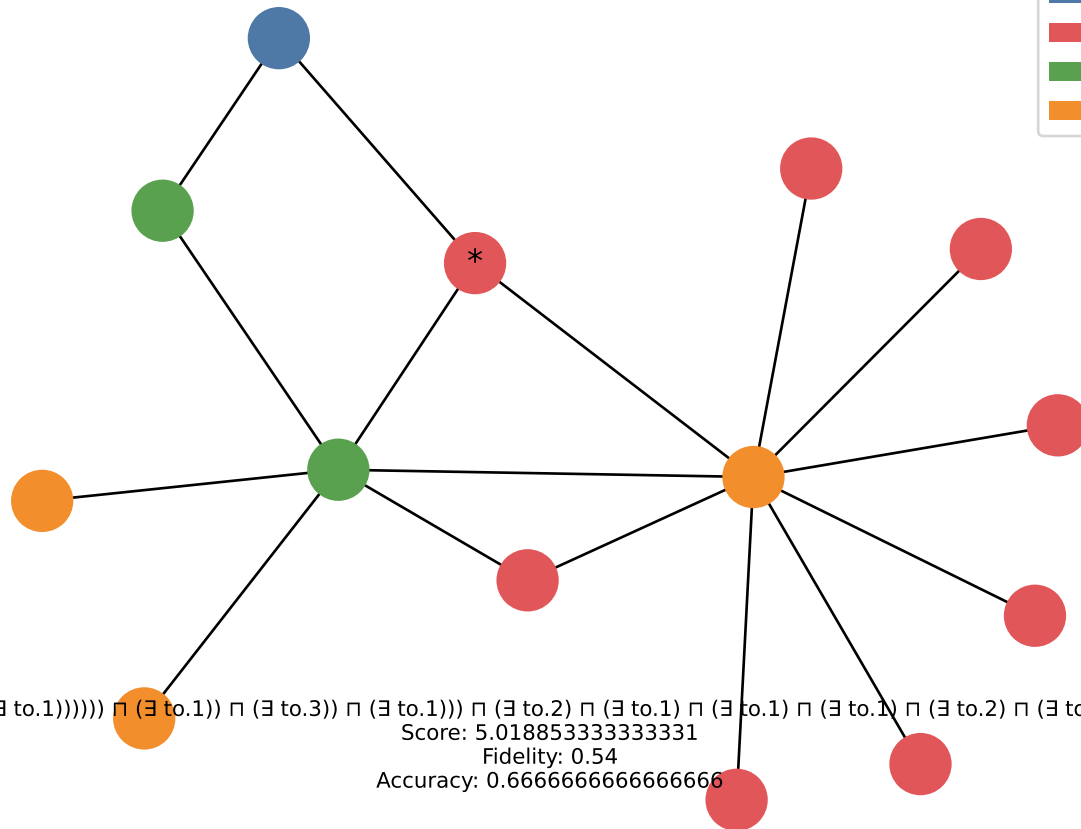 *
∃ to.1)))))) ⊓ (∃ to.1)) ⊓ (∃ to.3)) ⊓ (∃ to.1))) ⊓ (∃ to.2) ⊓ (∃ to.1) ⊓ (∃ to.1) ⊓ (∃ to.1) ⊓ (∃ to.2) ⊓ (∃ to
Score: 5.018853333333331
Fidelity: 0.54
Accuracy: 0.6666666666666666